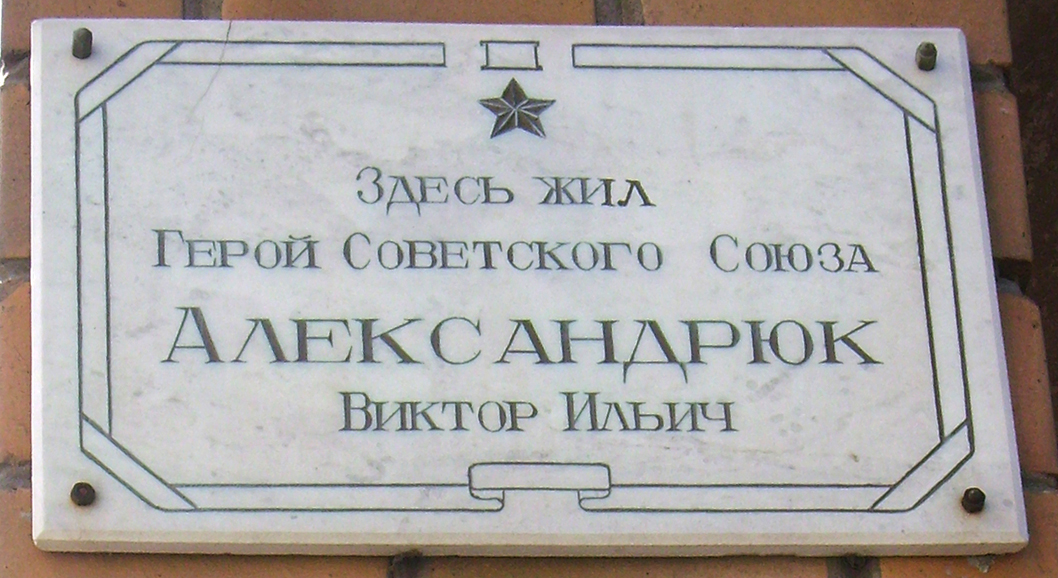 Здесь жил
Герой Советского Союза
Александрюк
Виктор Ильич